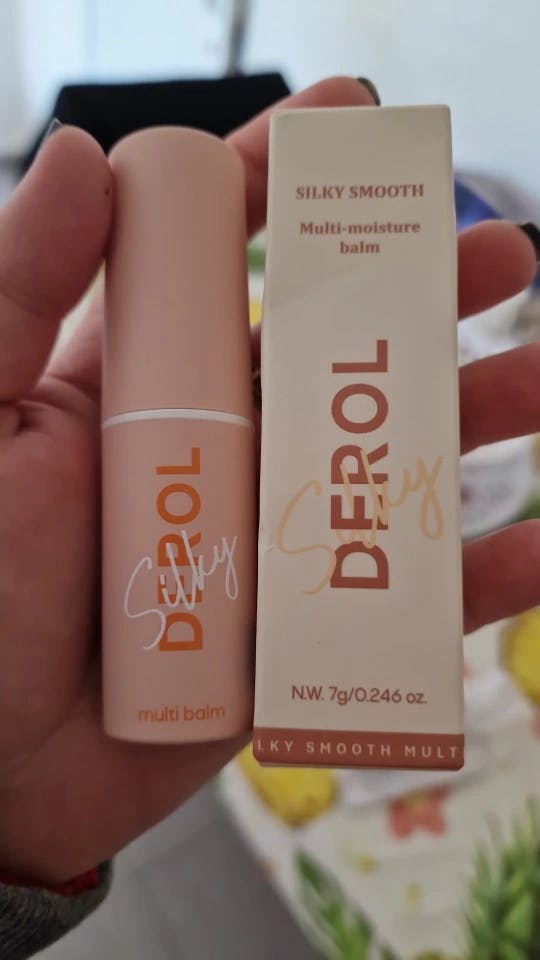 DEROL
Silky
multi balm
SILKY SMOOTH
Multi-moisture
balm
DEROL
Silky
N.W. 7g/0.246 oz.
LKY SMOOTH MULT